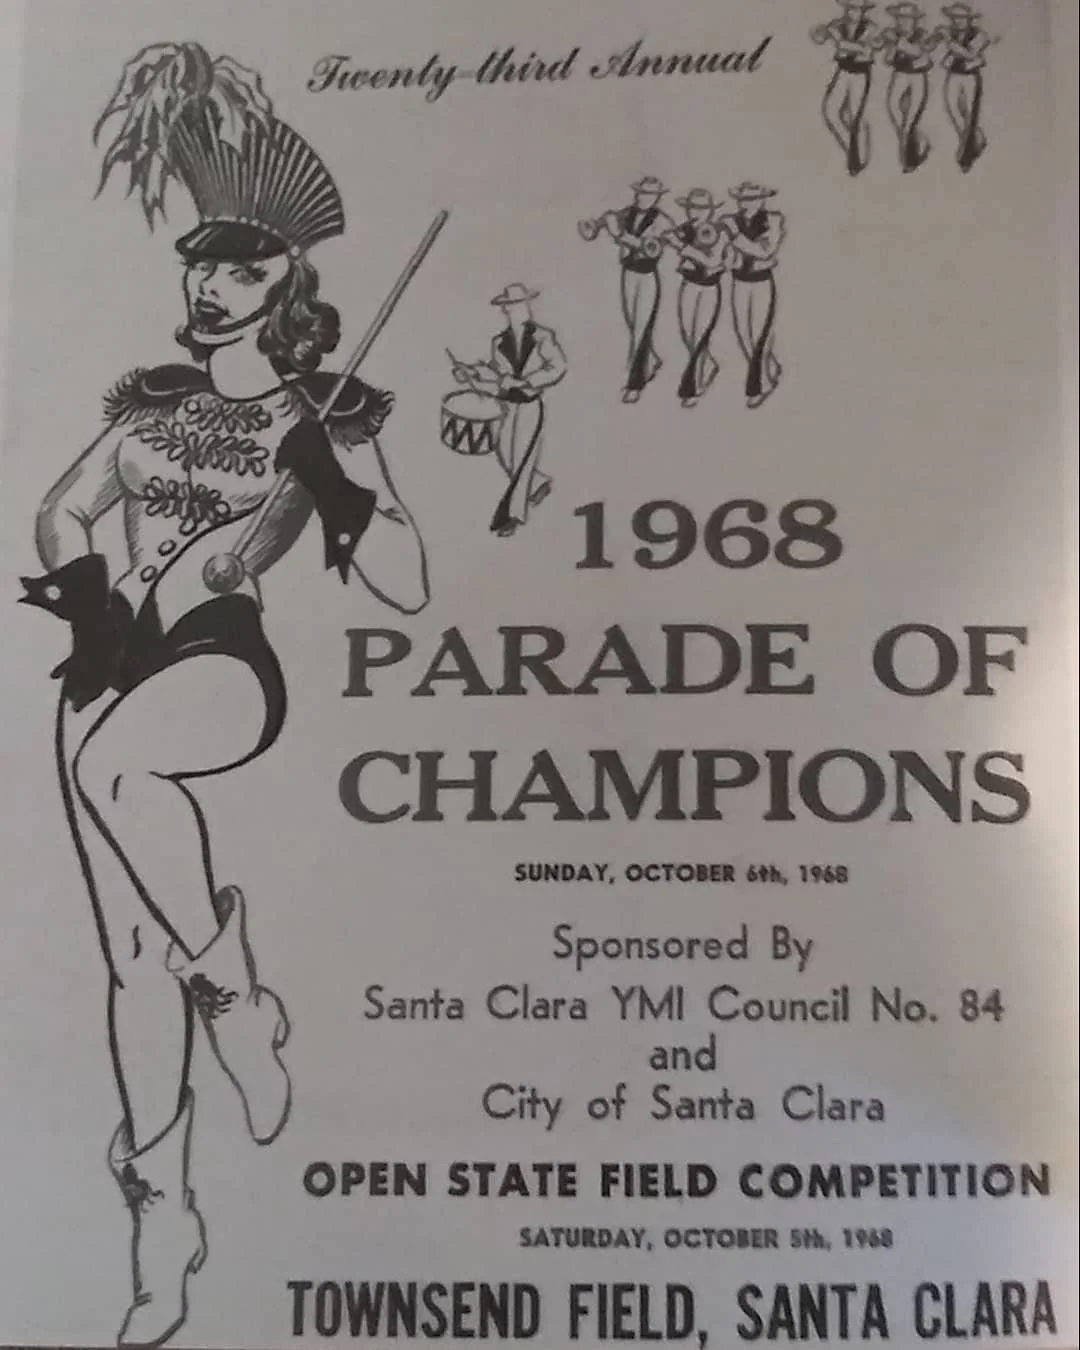 Twenty-third Annual
1968
PARADE OF
CHAMPIONS
SUNDAY, OCTOBER 6th, 1968
Sponsored By
Santa Clara YMI Council No. 84
and
City of Santa Clara
OPEN STATE FIELD COMPETITION
SATURDAY, OCTOBER 5th, 1968
TOWNSEND FIELD, SANTA CLARA